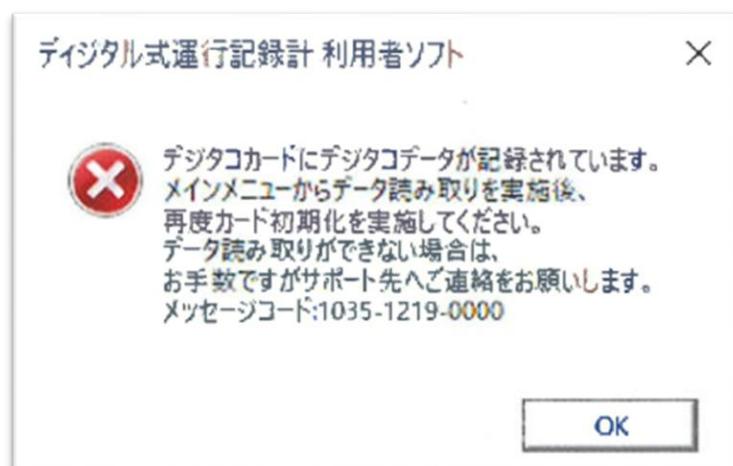 ディジタル式運行記録計 利用者ソフト
デジタコカードにデジタコデータが記録されています。
メインメニューからデータ読み取りを実施後、
再度カード初期化を実施してください。
データ読み取りができない場合は、
お手数ですがサポート先へご連絡をお願いします。
メッセージコード:1035-1219-0000
OK